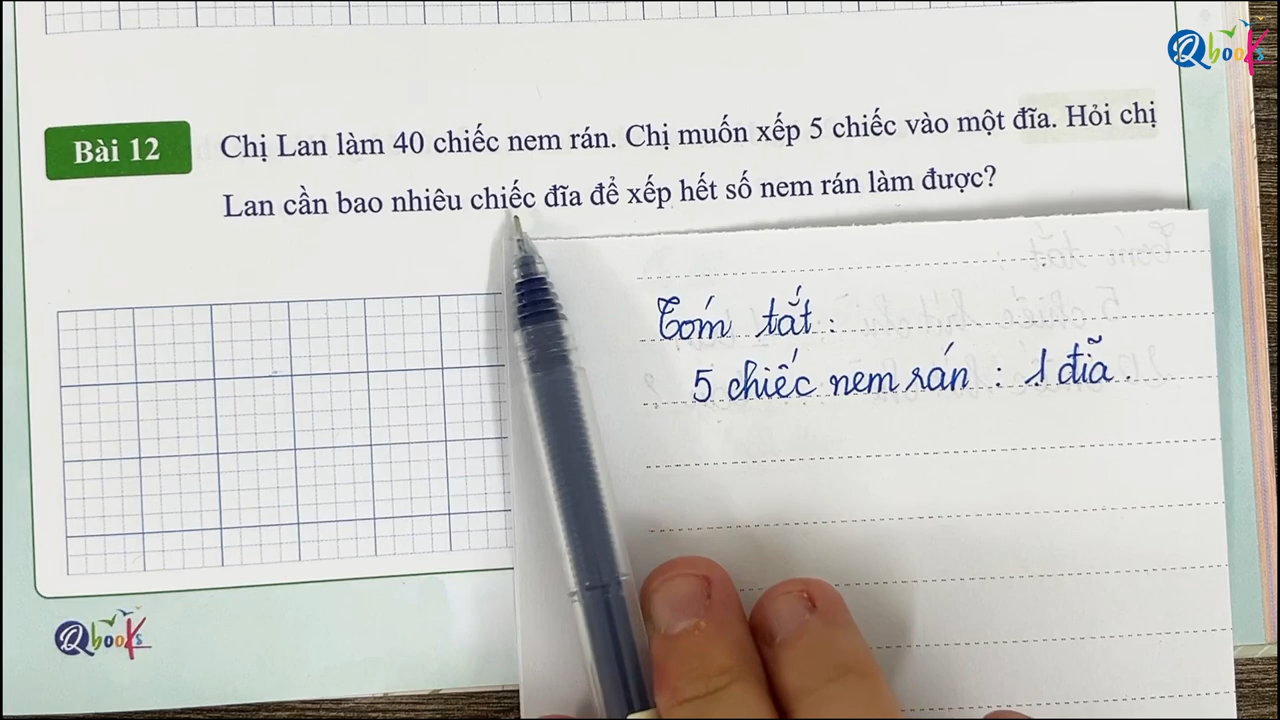 Qbooks
Bài 12
Chị Lan làm 40 chiếc nem rán. Chị muốn xếp 5 chiếc vào một đĩa. Hỏi chị
Lan cần bao nhiêu chiếc đĩa để xếp hết số nem rán làm được?
Tóm tắt :
5 chiếc nem rán : 1 đĩa.
Qbooks